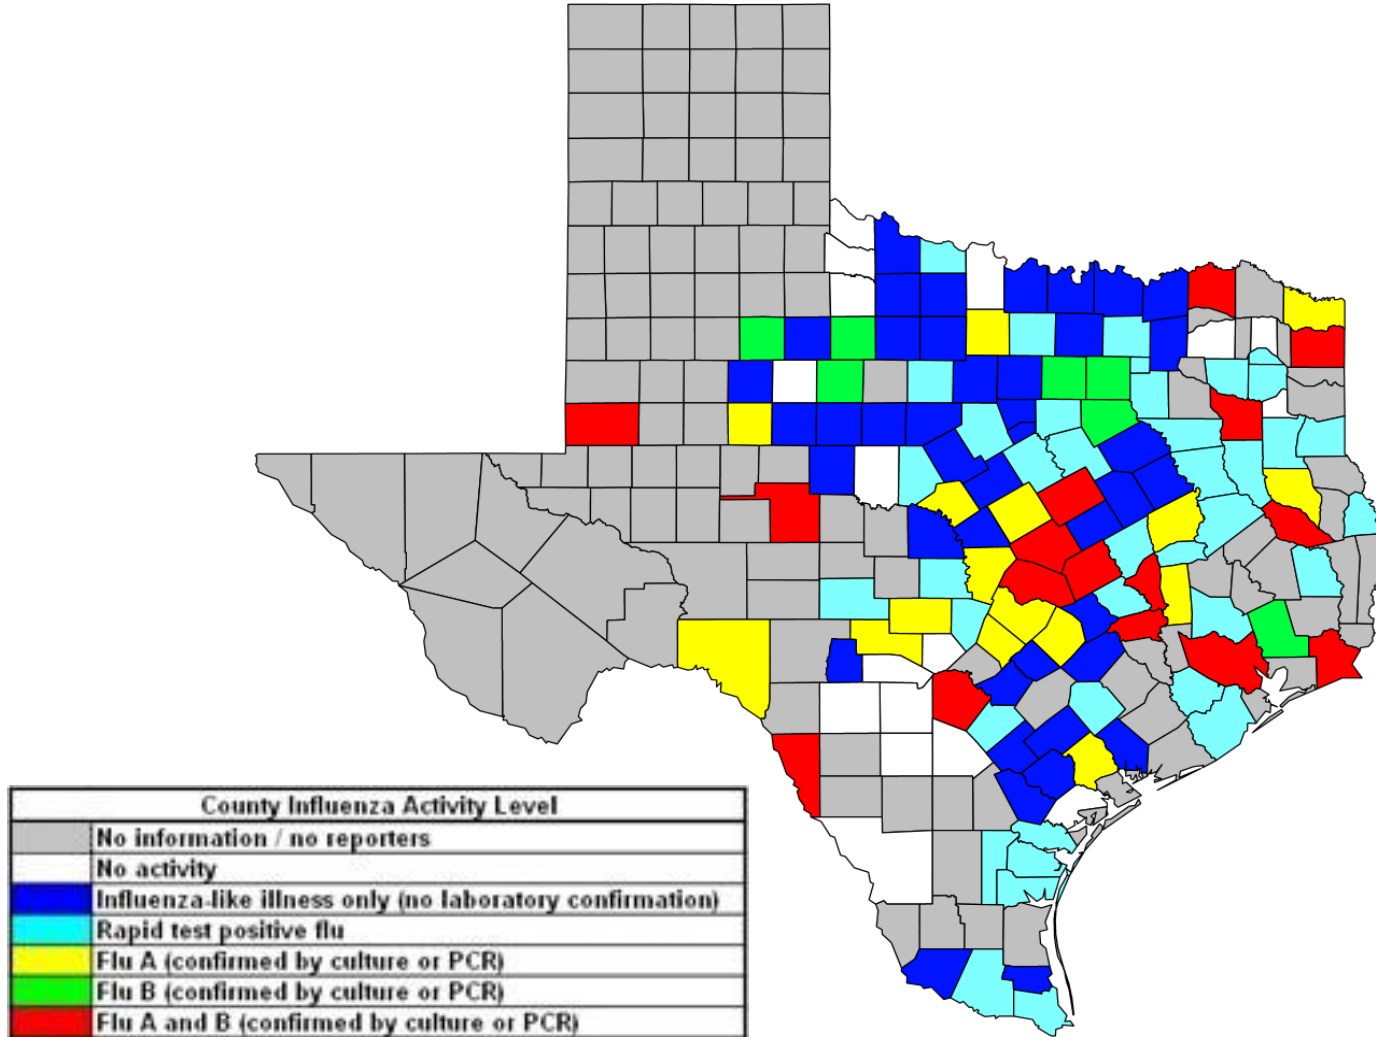 County Influenza Activity Level
No information / no reporters
No activity
Influenza-like illness only (no laboratory confirmation)
Rapid test positive flu
Flu A (confirmed by culture or PCR)
Flu B (confirmed by culture or PCR)
Flu A and B (confirmed by culture or PCR)